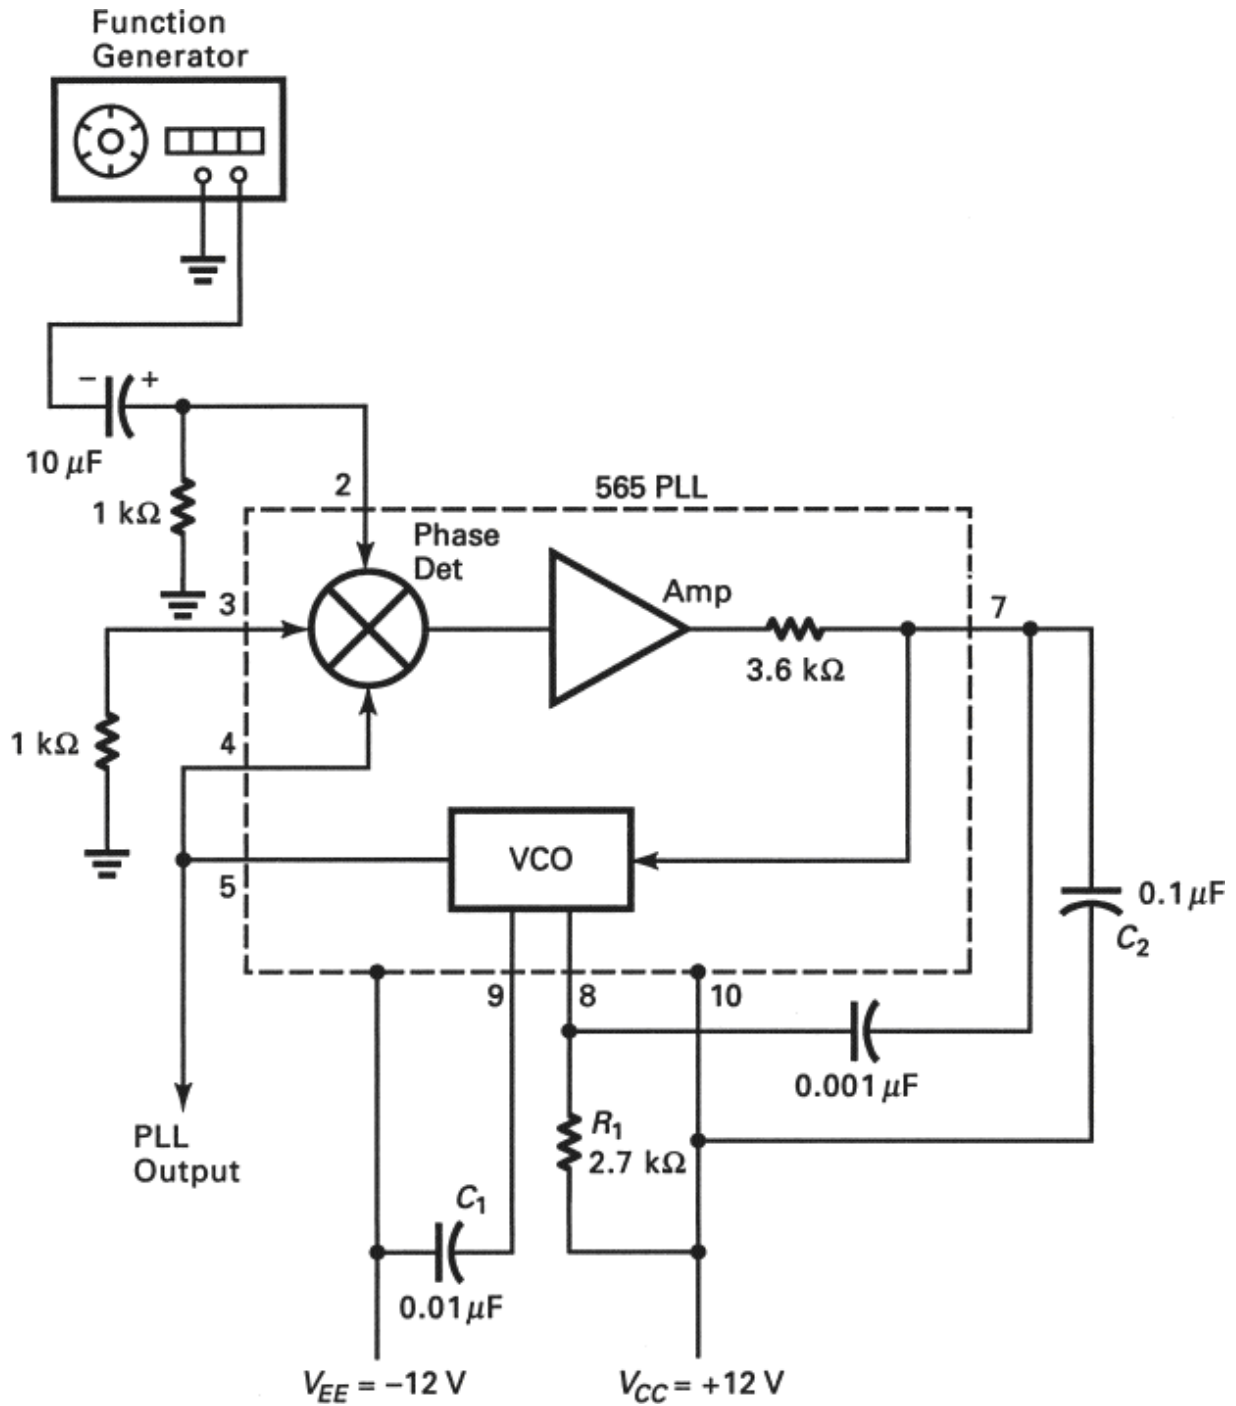 Function
Generator
− +
10 μF
1 kΩ
2
565 PLL
Phase
Det
Amp
3
7
3.6 kΩ
1 kΩ
4
VCO
5
0.1 μF
C₂
9
8
10
0.001 μF
PLL
Output
R₁
2.7 kΩ
C₁
0.01 μF
V_EE = −12 V
V_CC = +12 V